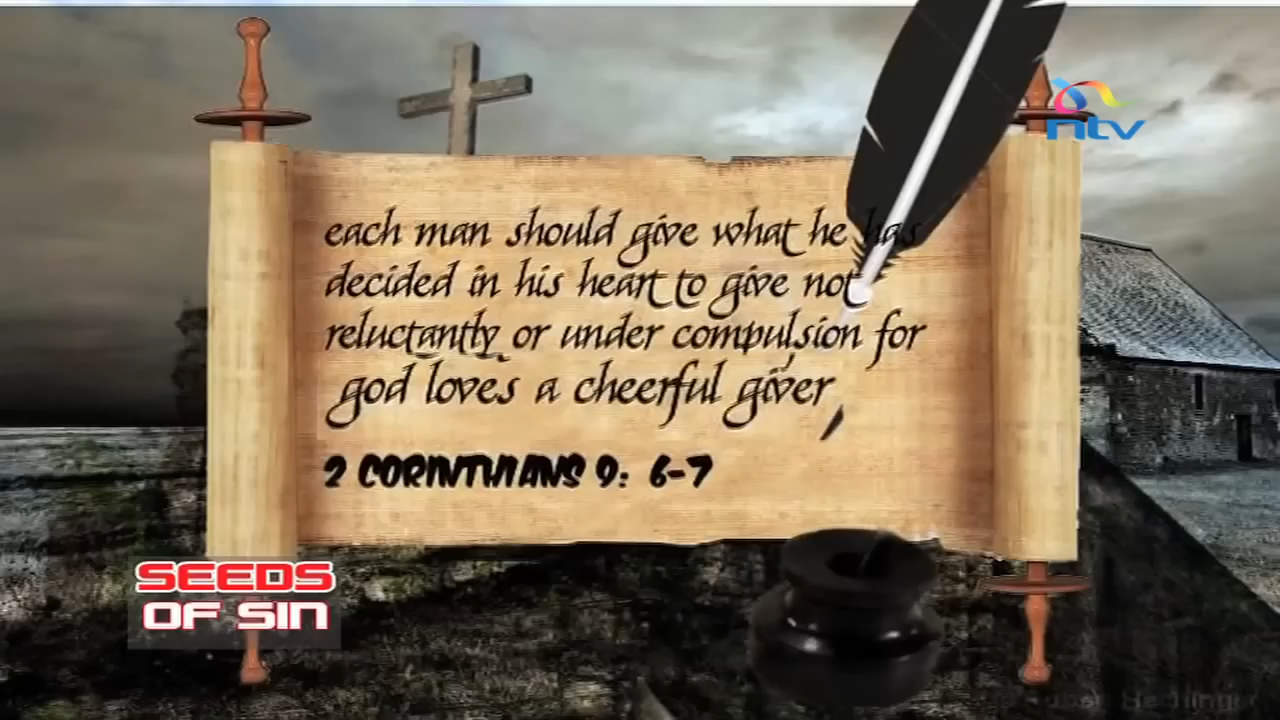 ntv
each man should give what he has
decided in his heart to give not
reluctantly or under compulsion for
god loves a cheerful giver
2 CORINTHIANS 9: 6-7
SEEDS
OF SIN